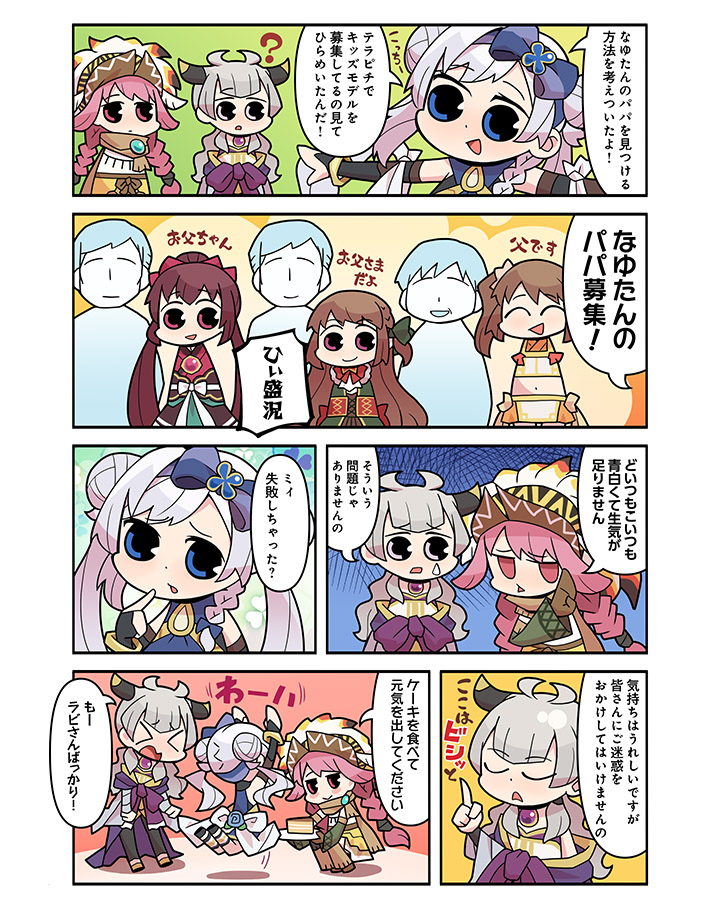 なゆたんのパパを見つける
方法を考えついたよ！
こっち〜
テラピチで
キッズモデルを
募集してるの見て
ひらめいたんだ！
？
なゆたんの
パパ募集！
父です
お父さま
だよ
お父ちゃん
ひぃ盛況
どいつもこいつも
青白くて生気が
足りません
そういう
問題じゃ
ありませんの
ミィ
失敗しちゃった？
気持ちはうれしいですが
皆さんにご迷惑を
おかけしてはいけませんの
ここは
ビシッと
ケーキを食べて
元気を出してください
わーい
もー
ラビさんばっかり！